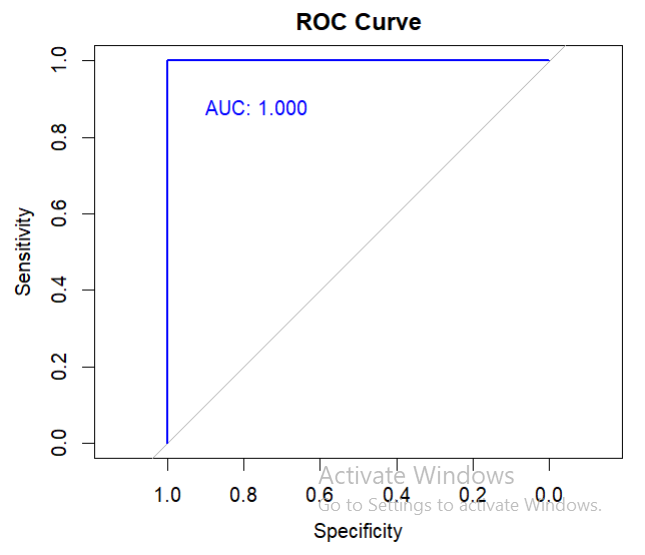 ROC Curve
1.0
0.8
0.6
0.4
0.2
0.0
Sensitivity
AUC: 1.000
1.0 0.8 0.6 0.4 0.2 0.0
Specificity
Activate Windows
Go to Settings to activate Windows.